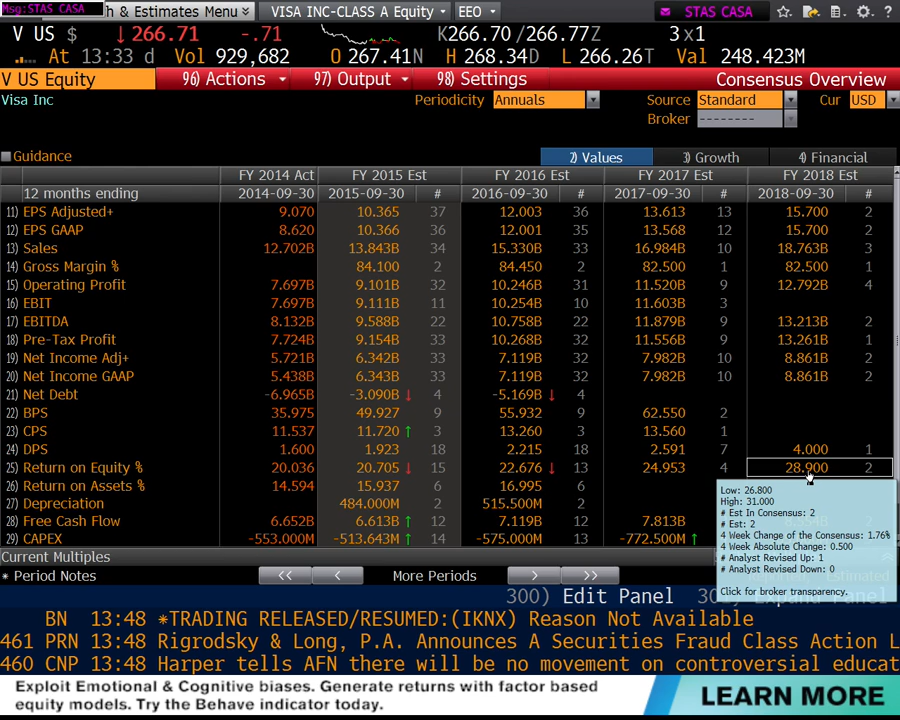 Msg:STAS CASA h & Estimates Menu VISA INC-CLASS A Equity EEO STAS CASA
V US $ ↓ 266.71 -.71 K266.70/266.77Z 3x1
At 13:33 d Vol 929,682 O 267.41N H 268.34D L 266.26T Val 248.423M
V US Equity 96) Actions 97) Output 98) Settings Consensus Overview
Visa Inc Periodicity Annuals Source Standard Cur USD
Broker --------
Guidance 2) Values 3) Growth 4) Financial
FY 2014 Act FY 2015 Est FY 2016 Est FY 2017 Est FY 2018 Est
12 months ending 2014-09-30 2015-09-30 # 2016-09-30 # 2017-09-30 # 2018-09-30 #
11) EPS Adjusted+ 9.070 10.365 37 12.003 36 13.613 13 15.700 2
12) EPS GAAP 8.620 10.366 36 12.001 35 13.568 12 15.700 2
13) Sales 12.702B 13.843B 34 15.330B 33 16.984B 10 18.763B 3
14) Gross Margin % 84.100 2 84.450 2 82.500 1 82.500 1
15) Operating Profit 7.697B 9.101B 32 10.246B 31 11.520B 9 12.792B 4
16) EBIT 7.697B 9.111B 11 10.254B 10 11.603B 3
17) EBITDA 8.132B 9.588B 22 10.758B 22 11.879B 9 13.213B 2
18) Pre-Tax Profit 7.724B 9.154B 33 10.268B 32 11.556B 9 13.261B 1
19) Net Income Adj+ 5.721B 6.342B 33 7.119B 32 7.982B 10 8.861B 2
20) Net Income GAAP 5.438B 6.343B 33 7.119B 32 7.982B 10 8.861B 2
21) Net Debt -6.965B -3.090B ↓ 4 -5.169B ↓ 4
22) BPS 35.975 49.927 9 55.932 9 62.550 2
23) CPS 11.537 11.720 ↑ 3 13.260 3 13.560 1
24) DPS 1.600 1.923 18 2.215 18 2.591 7 4.000 1
25) Return on Equity % 20.036 20.705 ↓ 15 22.676 ↓ 13 24.953 4 28.900 2
26) Return on Assets % 14.594 15.937 6 16.995 6
27) Depreciation 484.000M 2 515.500M 2
28) Free Cash Flow 6.652B 6.613B ↑ 12 7.119B 12 7.813B
29) CAPEX -553.000M -513.643M ↑ 14 -575.000M 13 -772.500M ↑
Low: 26.800
High: 31.000
# Est In Consensus: 2
# Est: 2
4 Week Change of the Consensus: 1.76%
4 Week Absolute Change: 0.500
# Analyst Revised Up: 1
# Analyst Revised Down: 0
Click for broker transparency.
Current Multiples
* Period Notes << < More Periods > >>
300) Edit Panel
BN 13:48 *TRADING RELEASED/RESUMED:(IKNX) Reason Not Available
461 PRN 13:48 Rigrodsky & Long, P.A. Announces A Securities Fraud Class Action L
460 CNP 13:48 Harper tells AFN there will be no movement on controversial educat
Exploit Emotional & Cognitive biases. Generate returns with factor based
equity models. Try the Behave indicator today.
LEARN MORE